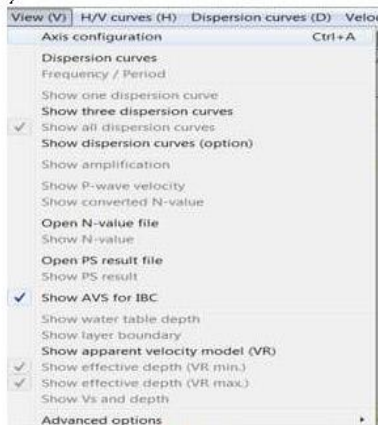 View (V) H/V curves (H) Dispersion curves (D) Velo
Axis configuration Ctrl+A
Dispersion curves
Frequency / Period
Show one dispersion curve
Show three dispersion curves
Show all dispersion curves
Show dispersion curves (option)
Show amplification
Show P-wave velocity
Show converted N-value
Open N-value file
Show N-value
Open PS result file
Show PS result
Show AVS for IBC
Show water table depth
Show layer boundary
Show apparent velocity model (VR)
Show effective depth (VR min.)
Show effective depth (VR max.)
Show Vs and depth
Advanced options